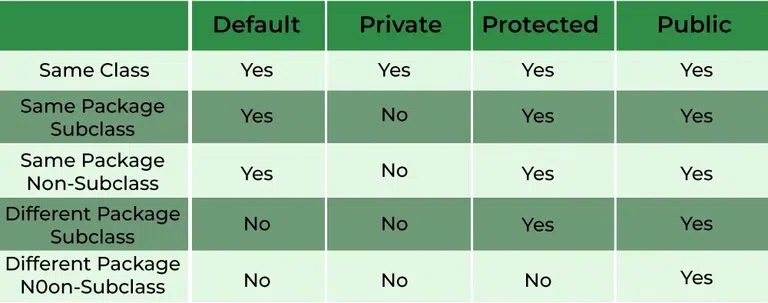 Default Private Protected Public
Same Class Yes Yes Yes Yes
Same Package
Subclass Yes No Yes Yes
Same Package
Non-Subclass Yes No Yes Yes
Different Package
Subclass No No Yes Yes
Different Package
N0on-Subclass No No No Yes